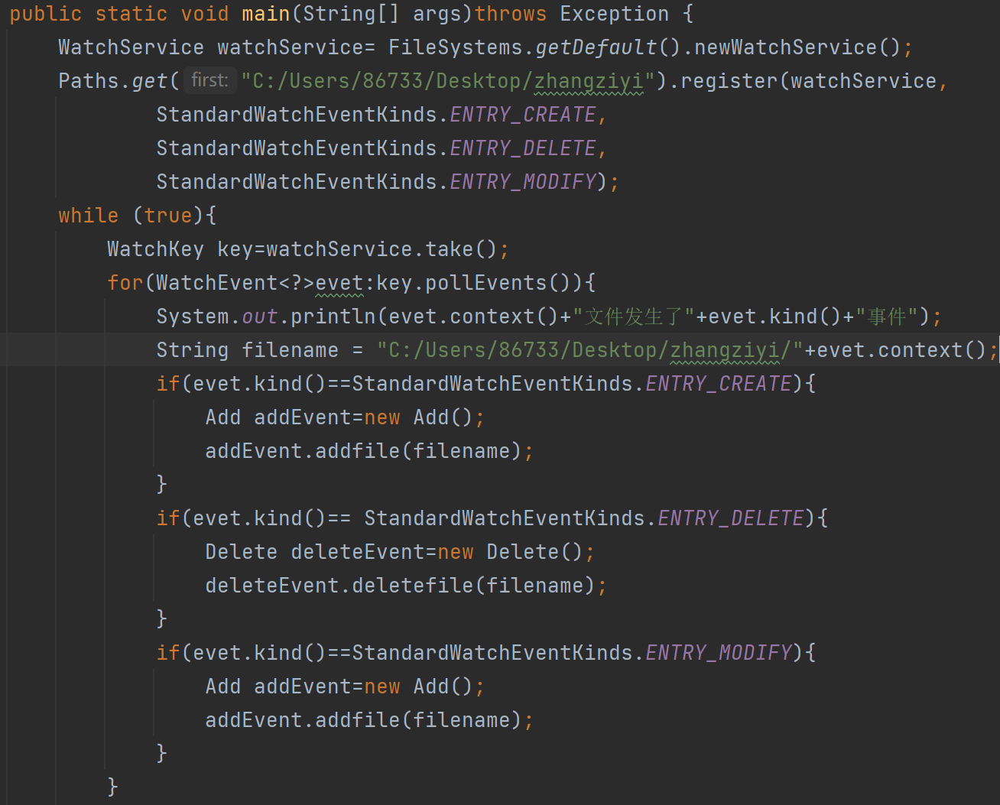 public static void main(String[] args)throws Exception {
WatchService watchService= FileSystems.getDefault().newWatchService();
Paths.get( first: "C:/Users/86733/Desktop/zhangziyi").register(watchService,
StandardWatchEventKinds.ENTRY_CREATE,
StandardWatchEventKinds.ENTRY_DELETE,
StandardWatchEventKinds.ENTRY_MODIFY);
while (true){
WatchKey key=watchService.take();
for(WatchEvent<?>evet:key.pollEvents()){
System.out.println(evet.context()+"文件发生了"+evet.kind()+"事件");
String filename = "C:/Users/86733/Desktop/zhangziyi/"+evet.context();
if(evet.kind()==StandardWatchEventKinds.ENTRY_CREATE){
Add addEvent=new Add();
addEvent.addfile(filename);
}
if(evet.kind()== StandardWatchEventKinds.ENTRY_DELETE){
Delete deleteEvent=new Delete();
deleteEvent.deletefile(filename);
}
if(evet.kind()==StandardWatchEventKinds.ENTRY_MODIFY){
Add addEvent=new Add();
addEvent.addfile(filename);
}
}